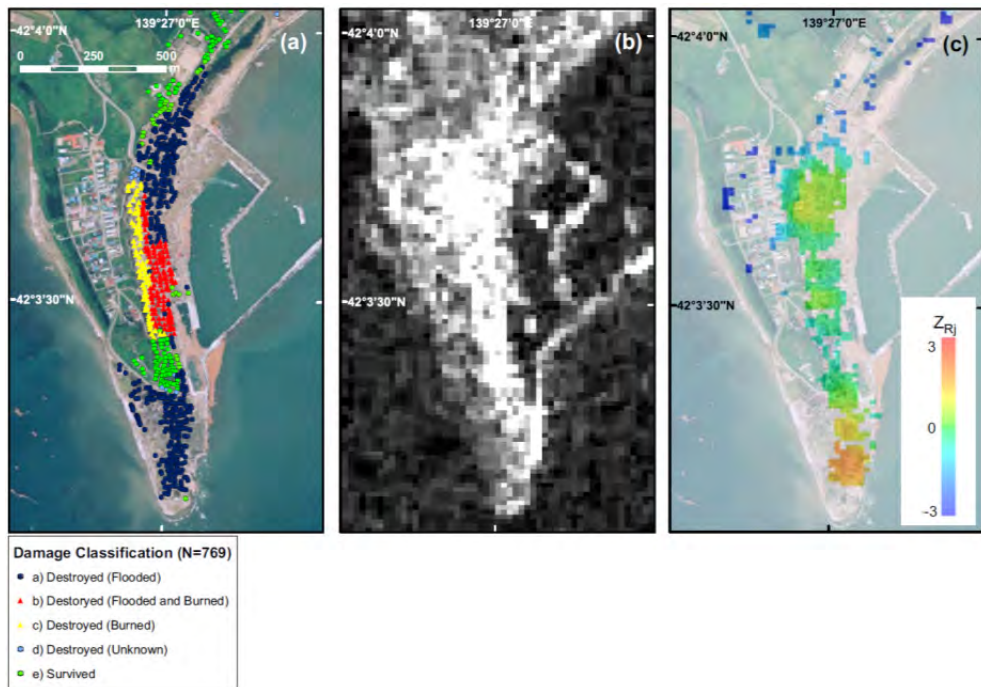 139°27'0"E
(a)
42°4'0"N
0 250 500
m
42°3'30"N
139°27'0"E
(b)
42°4'0"N
42°3'30"N
139°27'0"E
(c)
42°4'0"N
42°3'30"N
ZRj
3
0
-3
Damage Classification (N=769)
a) Destroyed (Flooded)
b) Destoryed (Flooded and Burned)
c) Destroyed (Burned)
d) Destroyed (Unknown)
e) Survived